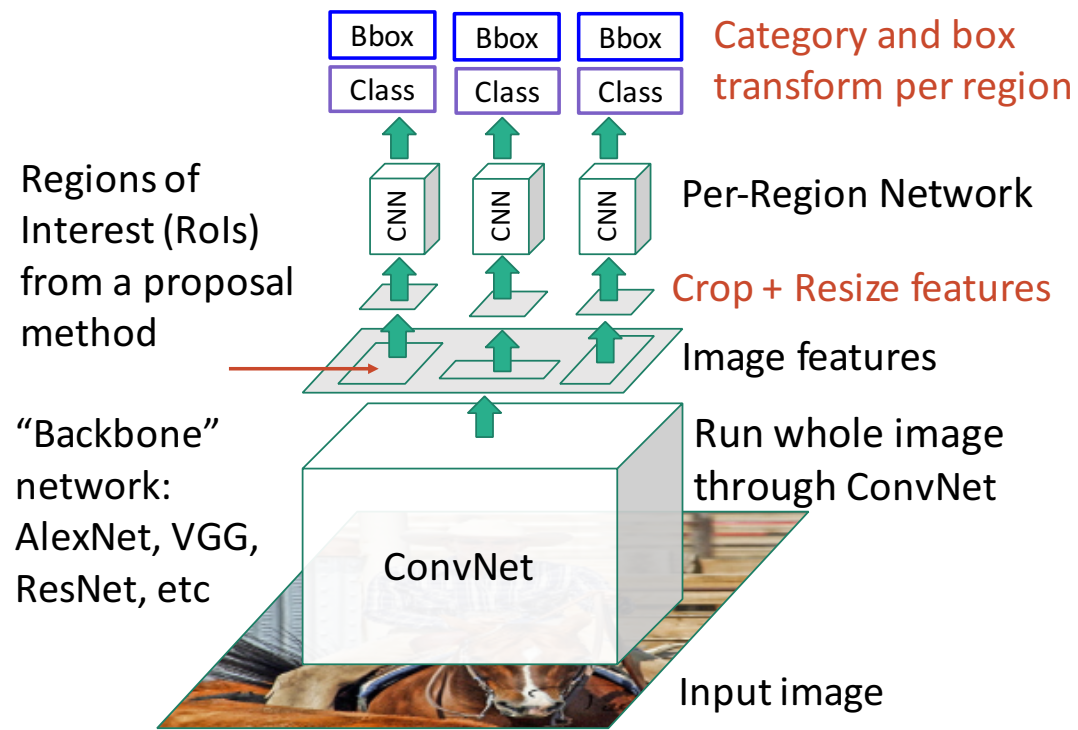 Bbox Bbox Bbox
Class Class Class
Category and box
transform per region
Regions of
Interest (RoIs)
from a proposal
method
CNN CNN CNN
Per-Region Network
Crop + Resize features
Image features
“Backbone”
network:
AlexNet, VGG,
ResNet, etc
Run whole image
through ConvNet
ConvNet
Input image